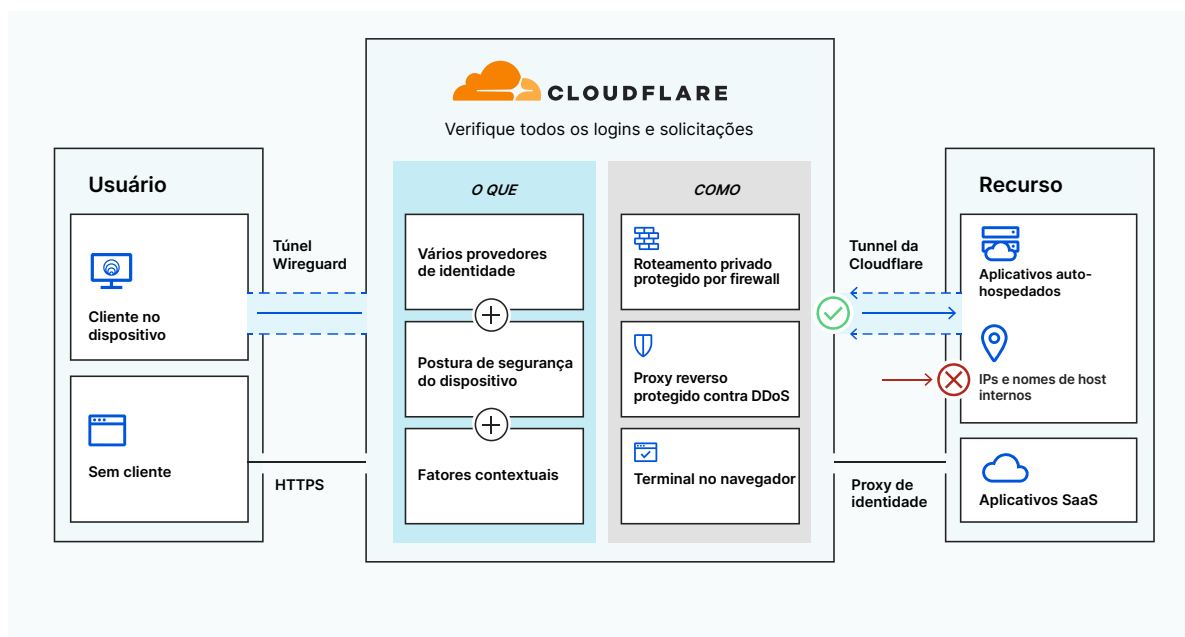 CLOUDFLARE
Verifique todos os logins e solicitações
Usuário
Cliente no
dispositivo
Sem cliente
Túnel
Wireguard
HTTPS
O QUE
Vários provedores
de identidade
Postura de segurança
do dispositivo
Fatores contextuais
COMO
Roteamento privado
protegido por firewall
Proxy reverso
protegido contra DDoS
Terminal no navegador
Tunnel da
Cloudflare
Proxy de
identidade
Recurso
Aplicativos auto-
hospedados
IPs e nomes de host
internos
Aplicativos SaaS